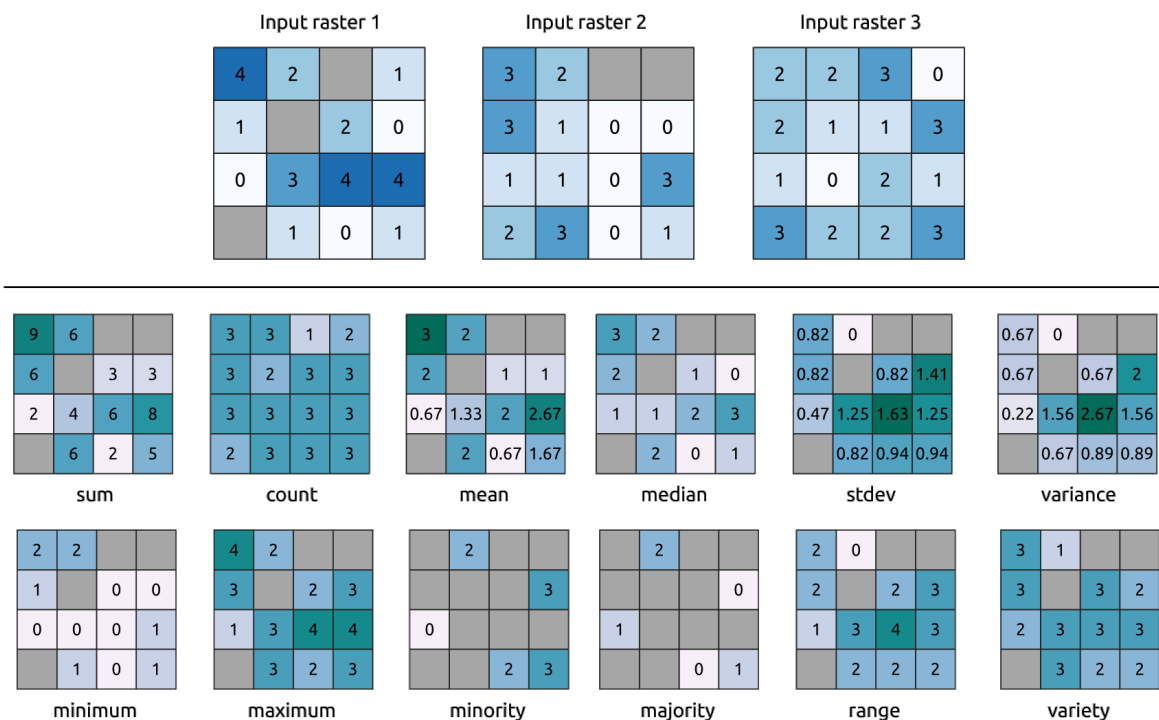 Input raster 1 Input raster 2 Input raster 3
4 2 1 3 2 2 2 3 0
1 2 0 3 1 0 0 2 1 1 3
0 3 4 4 1 1 0 3 1 0 2 1
1 0 1 2 3 0 1 3 2 2 3
9 6 3 3 1 2 3 2 3 2 0.82 0 0.67 0
6 3 3 3 2 3 3 2 1 1 2 1 0 0.82 0.82 1.41 0.67 0.67 2
2 4 6 8 3 3 3 3 0.67 1.33 2 2.67 1 1 2 3 0.47 1.25 1.63 1.25 0.22 1.56 2.67 1.56
6 2 5 2 3 3 3 2 0.67 1.67 2 0 1 0.82 0.94 0.94 0.67 0.89 0.89
sum count mean median stdev variance
2 2 4 2 2 2 2 0 3 1
1 0 0 3 2 3 3 0 2 2 3 3 3 2
0 0 0 1 1 3 4 4 0 1 1 3 4 3 2 3 3 3
1 0 1 3 2 3 2 3 0 1 2 2 2 3 2 2
minimum maximum minority majority range variety